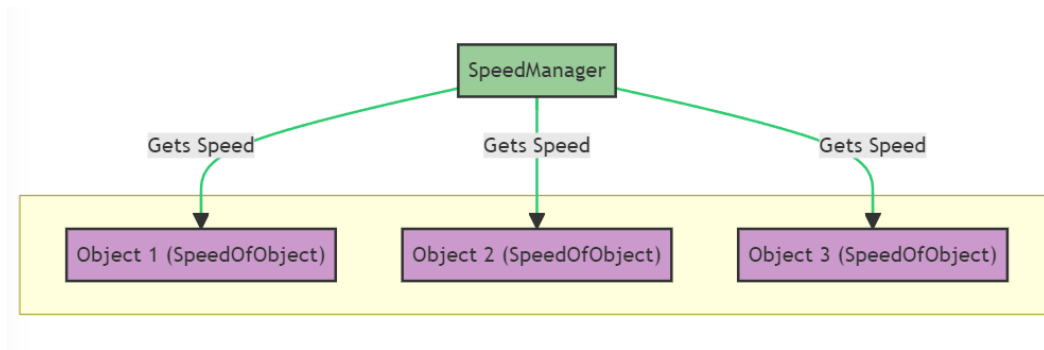 SpeedManager
Gets Speed
Gets Speed
Gets Speed
Object 1 (SpeedOfObject)
Object 2 (SpeedOfObject)
Object 3 (SpeedOfObject)